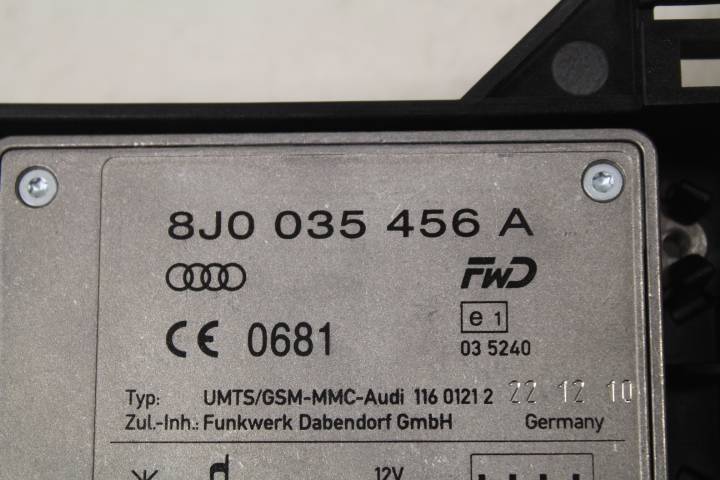 8J0 035 456 A
FWD
e 1
CE 0681
03 5240
Typ: UMTS/GSM-MMC-Audi 116 0121 2 22 12 10
Zul.-Inh.: Funkwerk Dabendorf GmbH Germany
12V